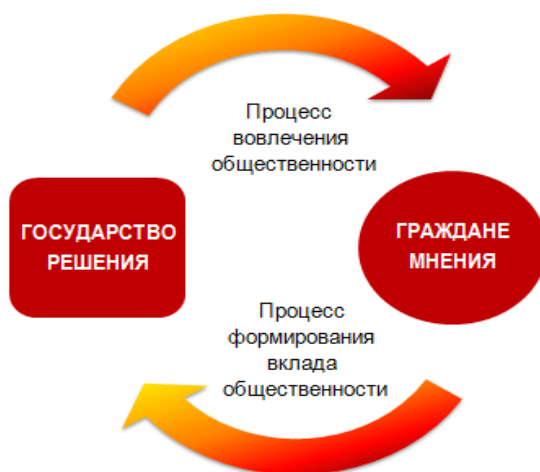 Процесс
вовлечения
общественности
ГОСУДАРСТВО
РЕШЕНИЯ
ГРАЖДАНЕ
МНЕНИЯ
Процесс
формирования
вклада
общественности